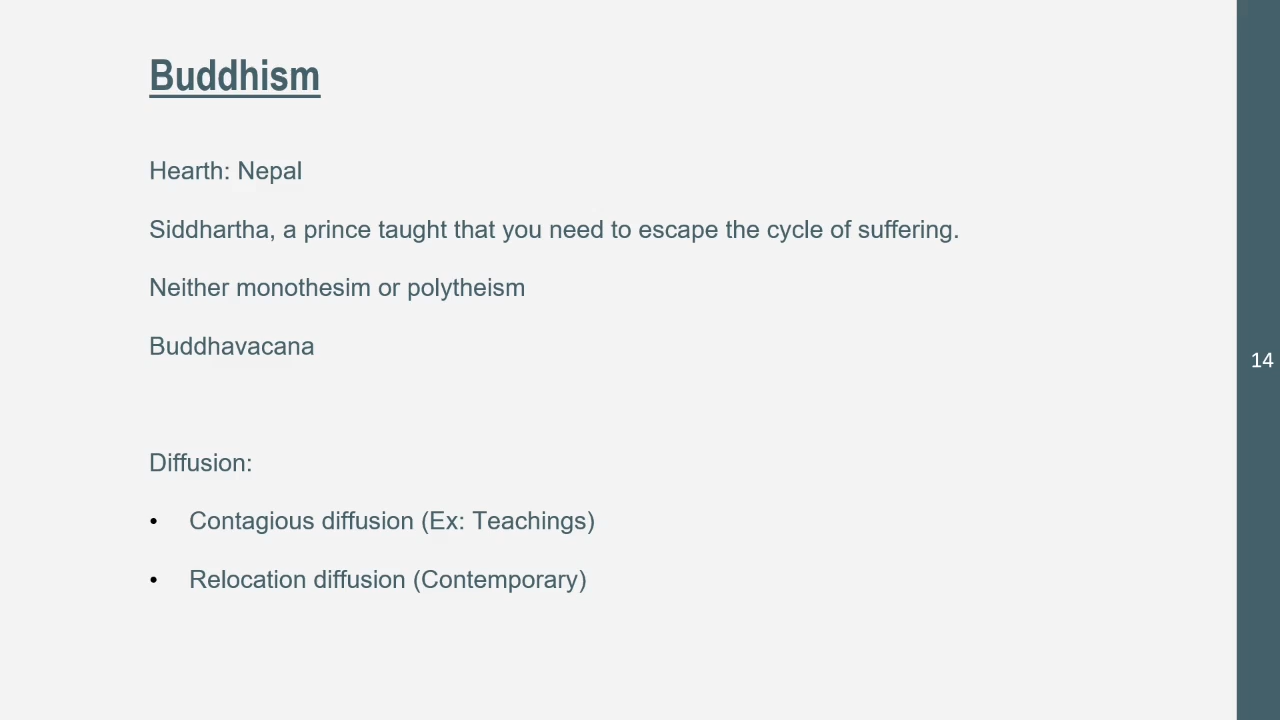 Buddhism
Hearth: Nepal
Siddhartha, a prince taught that you need to escape the cycle of suffering.
Neither monothesim or polytheism
Buddhavacana
14
Diffusion:
• Contagious diffusion (Ex: Teachings)
• Relocation diffusion (Contemporary)